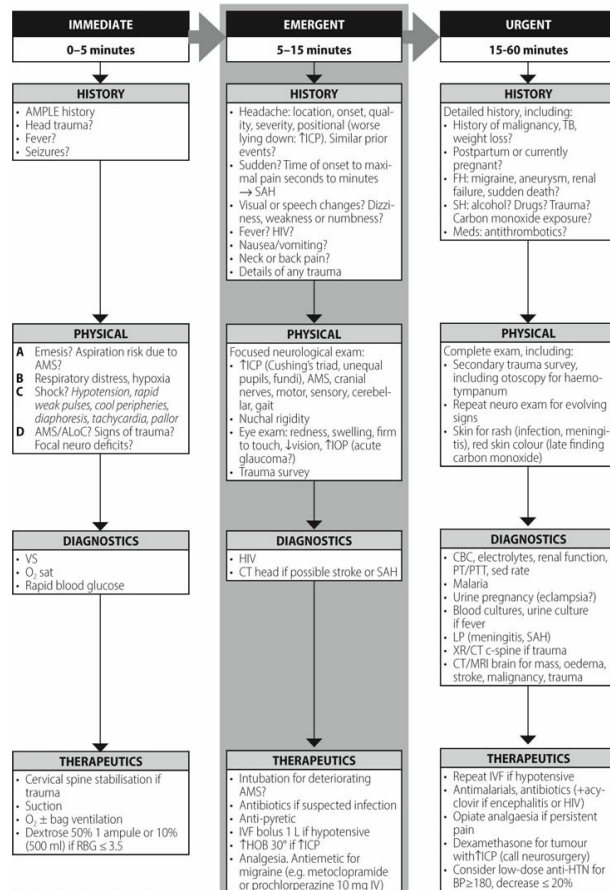 IMMEDIATE
0–5 minutes
HISTORY
• AMPLE history
• Head trauma?
• Fever?
• Seizures?
PHYSICAL
A Emesis? Aspiration risk due to
AMS?
B Respiratory distress, hypoxia
C Shock? Hypotension, rapid
weak pulses, cool peripheries,
diaphoresis, tachycardia, pallor
D AMS/ALoC? Signs of trauma?
Focal neuro deficits?
DIAGNOSTICS
• VS
• O₂ sat
• Rapid blood glucose
THERAPEUTICS
• Cervical spine stabilisation if
trauma
• Suction
• O₂ ± bag ventilation
• Dextrose 50% 1 ampule or 10%
(500 ml) if RBG ≤ 3.5
EMERGENT
5–15 minutes
HISTORY
• Headache: location, onset, qual-
ity, severity, positional (worse
lying down: ↑ICP). Similar prior
events?
• Sudden? Time of onset to maxi-
mal pain seconds to minutes
→ SAH
• Visual or speech changes? Dizzi-
ness, weakness or numbness?
• Fever? HIV?
• Nausea/vomiting?
• Neck or back pain?
• Details of any trauma
PHYSICAL
Focused neurological exam:
• ↑ICP (Cushing's triad, unequal
pupils, fundi), AMS, cranial
nerves, motor, sensory, cerebel-
lar, gait
• Nuchal rigidity
• Eye exam: redness, swelling, firm
to touch, ↓vision, ↑IOP (acute
glaucoma?)
• Trauma survey
DIAGNOSTICS
• HIV
• CT head if possible stroke or SAH
THERAPEUTICS
• Intubation for deteriorating
AMS?
• Antibiotics if suspected infection
• Anti-pyretic
• IVF bolus 1 L if hypotensive
• ↑HOB 30° if ↑ICP
• Analgesia. Antiemetic for
migraine (e.g. metoclopramide
or prochlorperazine 10 mg IV)
URGENT
15-60 minutes
HISTORY
Detailed history, including:
• History of malignancy, TB,
weight loss?
• Postpartum or currently
pregnant?
• FH: migraine, aneurysm, renal
failure, sudden death?
• SH: alcohol? Drugs? Trauma?
Carbon monoxide exposure?
• Meds: antithrombotics?
PHYSICAL
Complete exam, including:
• Secondary trauma survey,
including otoscopy for haemo-
tympanum
• Repeat neuro exam for evolving
signs
• Skin for rash (infection, meningi-
tis), red skin colour (late finding
carbon monoxide)
DIAGNOSTICS
• CBC, electrolytes, renal function,
PT/PTT, sed rate
• Malaria
• Urine pregnancy (eclampsia?)
• Blood cultures, urine culture
if fever
• LP (meningitis, SAH)
• XR/CT c-spine if trauma
• CT/MRI brain for mass, oedema,
stroke, malignancy, trauma
THERAPEUTICS
• Repeat IVF if hypotensive
• Antimalarials, antibiotics (+acy-
clovir if encephalitis or HIV)
• Opiate analgaesia if persistent
pain
• Dexamethasone for tumour
with↑ICP (call neurosurgery)
• Consider low-dose anti-HTN for
BP≥180, decrease ≤ 20%